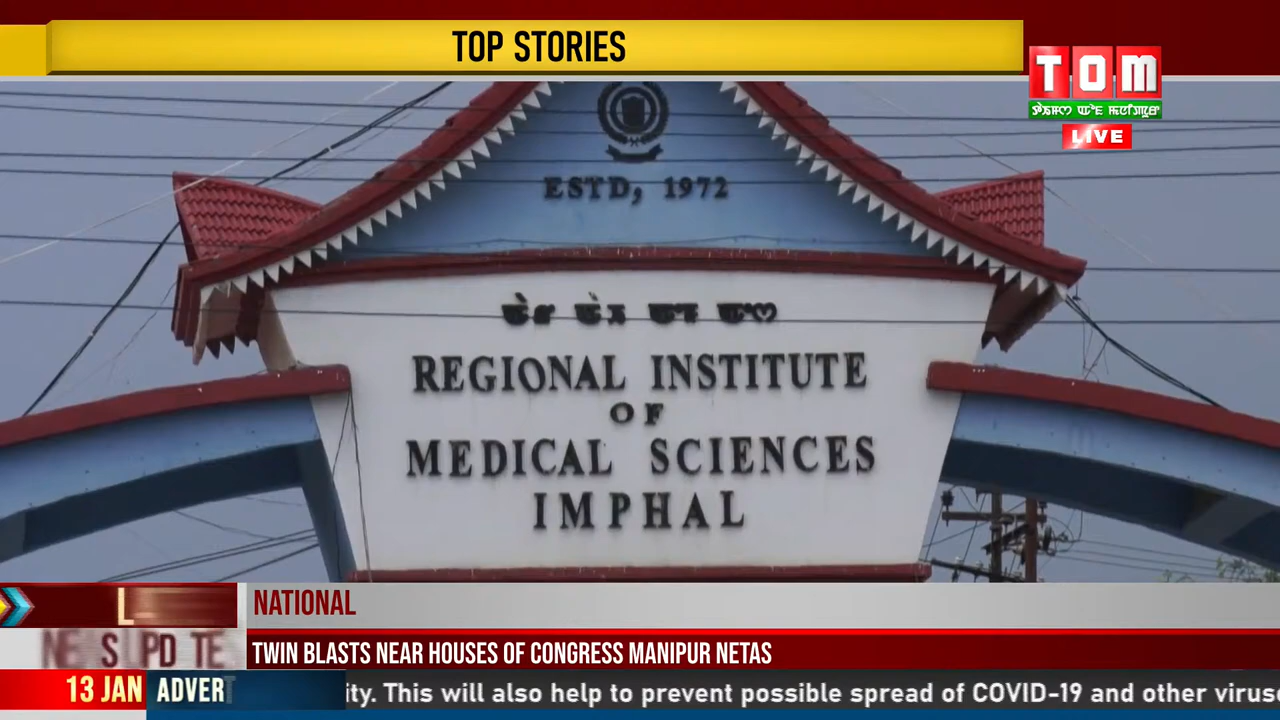 TOP STORIES
TOM
LIVE
ESTD, 1972
REGIONAL INSTITUTE
OF
MEDICAL SCIENCES
IMPHAL
NATIONAL
TWIN BLASTS NEAR HOUSES OF CONGRESS MANIPUR NETAS
13 JAN
ity. This will also help to prevent possible spread of COVID-19 and other viruse